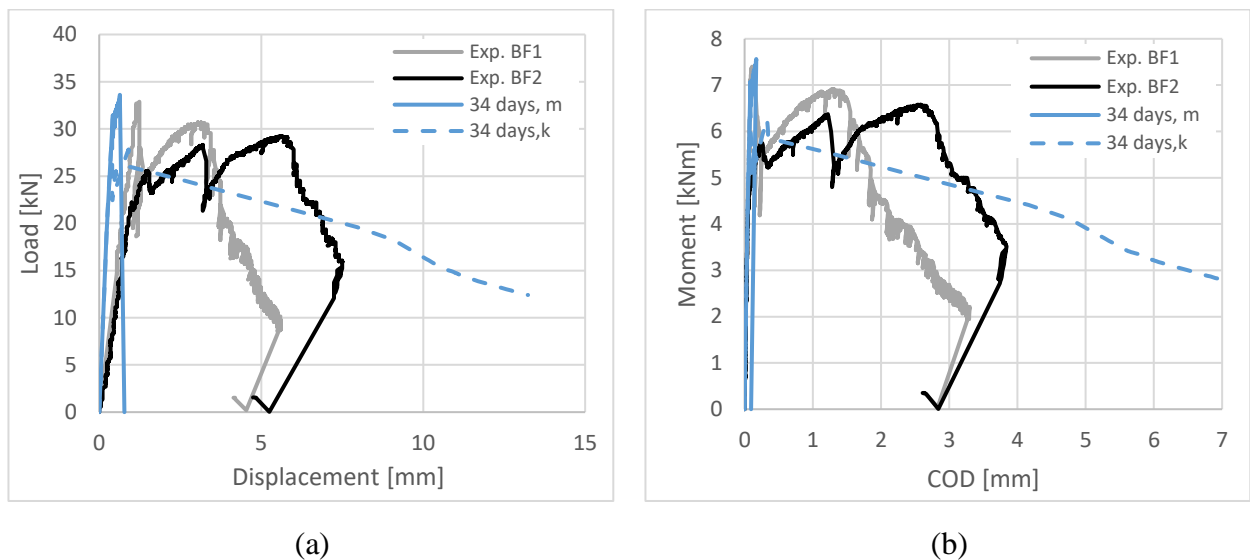 Load [kN]
40
35
30
25
20
15
10
5
0
0 5 10 15
Displacement [mm]
Exp. BF1
Exp. BF2
34 days, m
34 days,k
(a)
Moment [kNm]
8
7
6
5
4
3
2
1
0
0 1 2 3 4 5 6 7
COD [mm]
Exp. BF1
Exp. BF2
34 days, m
34 days,k
(b)